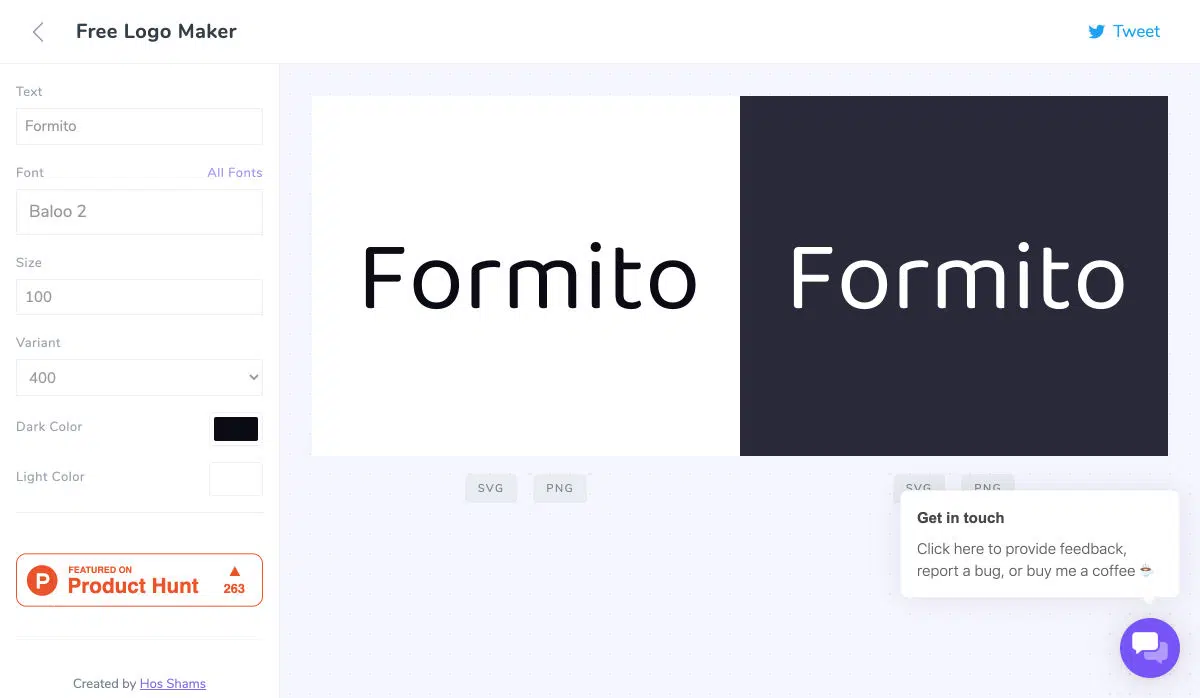 Free Logo Maker
Tweet
Text
Formito
Font
All Fonts
Baloo 2
Size
100
Variant
400
Dark Color
Light Color
P
FEATURED ON
Product Hunt
263
Created by Hos Shams
Formito
Formito
SVG
PNG
SVG
PNG
Get in touch
Click here to provide feedback,
report a bug, or buy me a coffee ☕